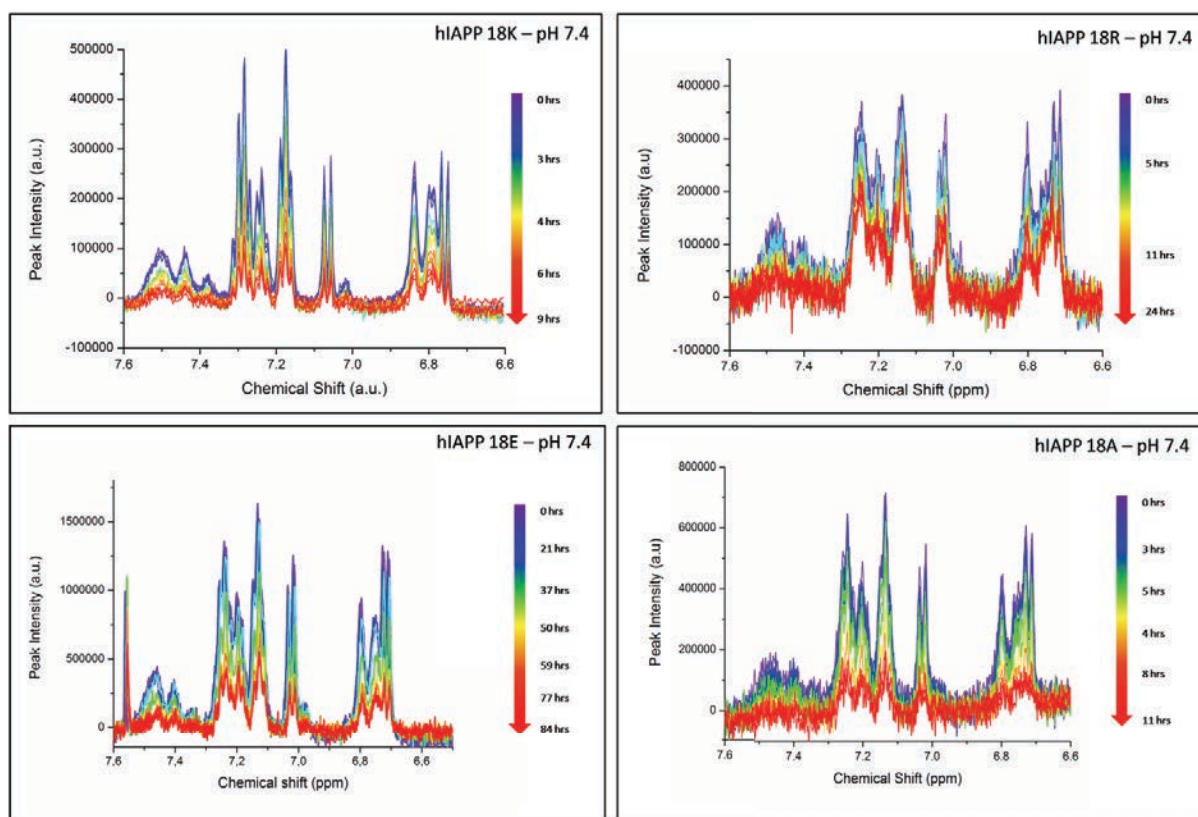 hIAPP 18K – pH 7.4
500000
400000
300000
200000
100000
0
-100000
Peak Intensity (a.u.)
7.6 7.4 7.2 7.0 6.8 6.6
Chemical Shift (a.u.)
0 hrs
3 hrs
4 hrs
6 hrs
9 hrs
hIAPP 18R – pH 7.4
400000
300000
200000
100000
0
-100000
Peak Intensity (a.u)
7.6 7.4 7.2 7.0 6.8 6.6
Chemical Shift (ppm)
0 hrs
5 hrs
11 hrs
24 hrs
hIAPP 18E – pH 7.4
1500000
1000000
500000
0
Peak Intensity (a.u.)
7.6 7.4 7.2 7.0 6.8 6.6
Chemical shift (ppm)
0 hrs
21 hrs
37 hrs
50 hrs
59 hrs
77 hrs
84 hrs
hIAPP 18A – pH 7.4
800000
600000
400000
200000
0
Peak Intensity (a.u)
7.6 7.4 7.2 7.0 6.8 6.6
Chemical Shift (ppm)
0 hrs
3 hrs
5 hrs
4 hrs
8 hrs
11 hrs